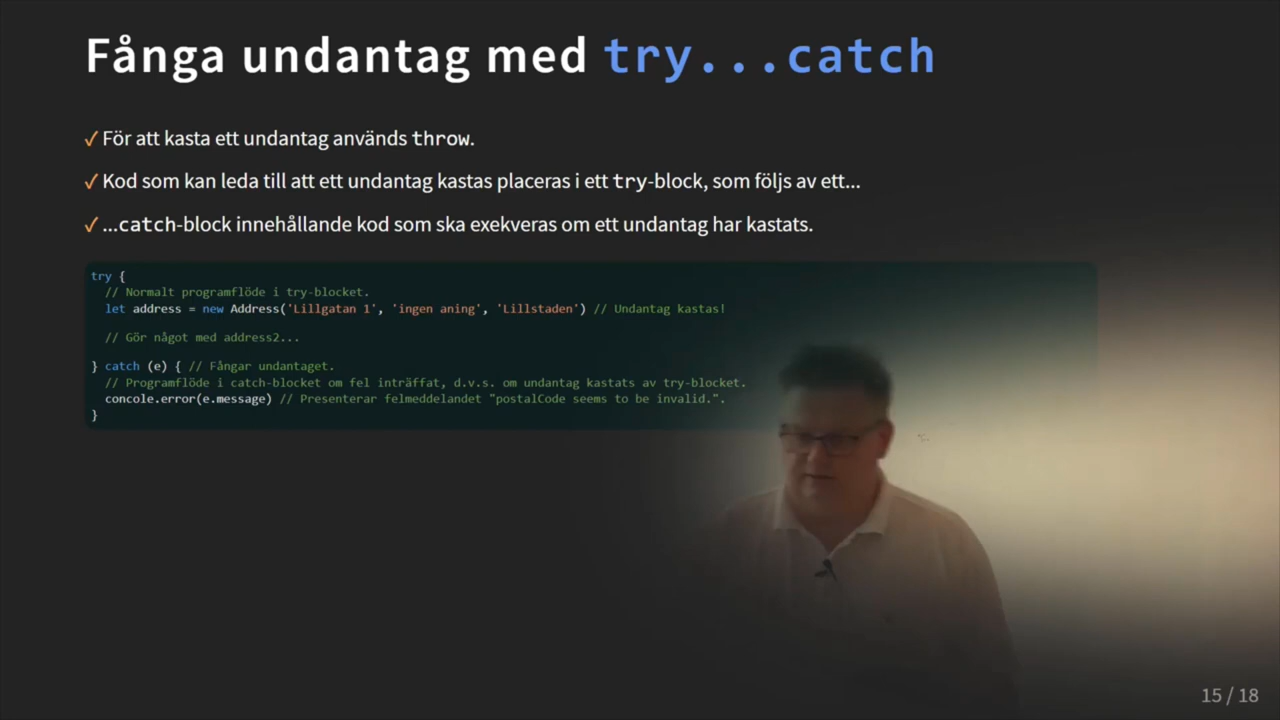 Fånga undantag med try...catch
✓ För att kasta ett undantag används throw.
✓ Kod som kan leda till att ett undantag kastas placeras i ett try-block, som följs av ett...
✓ ...catch-block innehållande kod som ska exekveras om ett undantag har kastats.
try {
// Normalt programflöde i try-blocket.
let address = new Address('Lillgatan 1', 'ingen aning', 'Lillstaden') // Undantag kastas!
// Gör något med address2...
} catch (e) { // Fångar undantaget.
// Programflöde i catch-blocket om fel inträffat, d.v.s. om undantag kastats av try-blocket.
concole.error(e.message) // Presenterar felmeddelandet "postalCode seems to be invalid.".
}
15 / 18